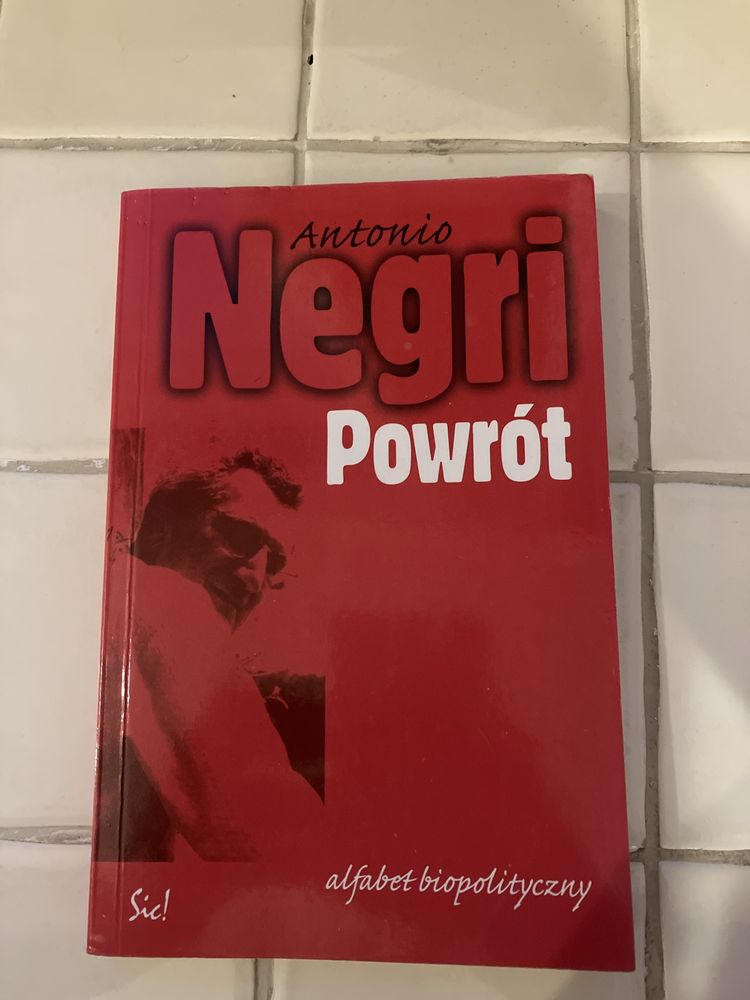 Antonio
Negri
Powrót
alfabet biopolityczny
Sic!